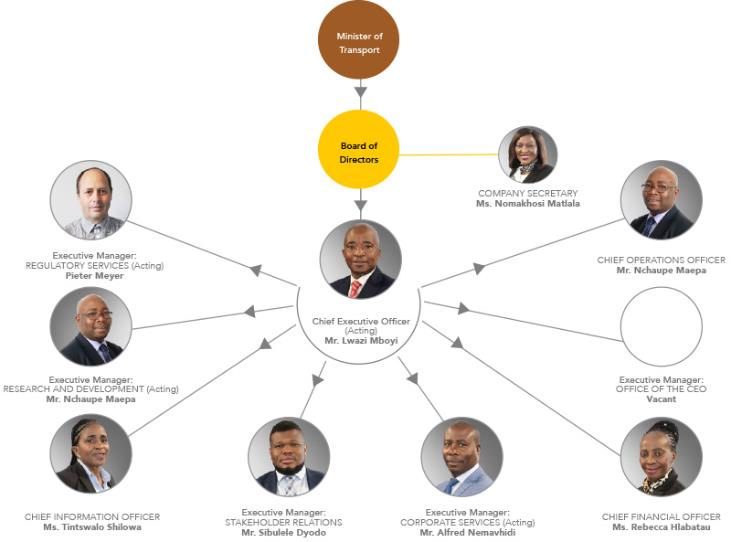 Minister of
Transport
Board of
Directors
COMPANY SECRETARY
Ms. Nomakhosi Matlala
Executive Manager:
REGULATORY SERVICES (Acting)
Pieter Meyer
CHIEF OPERATIONS OFFICER
Mr. Nchaupe Maepa
Chief Executive Officer
(Acting)
Mr. Lwazi Mboyi
Executive Manager:
RESEARCH AND DEVELOPMENT (Acting)
Mr. Nchaupe Maepa
Executive Manager:
OFFICE OF THE CEO
Vacant
CHIEF INFORMATION OFFICER
Ms. Tintswalo Shilowa
Executive Manager:
STAKEHOLDER RELATIONS
Mr. Sibulele Dyodo
Executive Manager:
CORPORATE SERVICES (Acting)
Mr. Alfred Nemavhidi
CHIEF FINANCIAL OFFICER
Ms. Rebecca Hlabatau